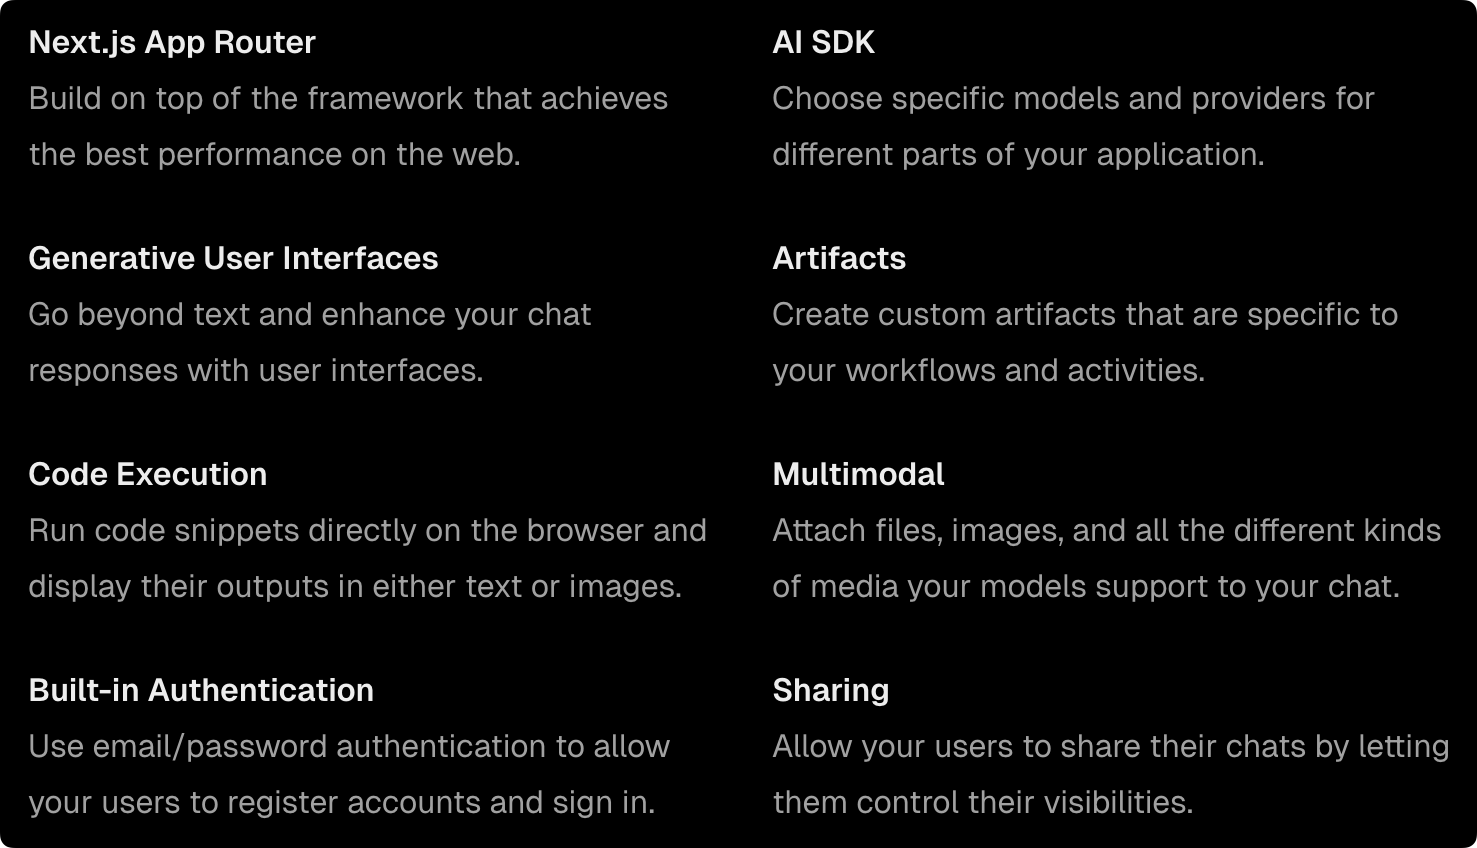 Next.js App Router
Build on top of the framework that achieves
the best performance on the web.
AI SDK
Choose specific models and providers for
different parts of your application.
Generative User Interfaces
Go beyond text and enhance your chat
responses with user interfaces.
Artifacts
Create custom artifacts that are specific to
your workflows and activities.
Code Execution
Run code snippets directly on the browser and
display their outputs in either text or images.
Multimodal
Attach files, images, and all the different kinds
of media your models support to your chat.
Built-in Authentication
Use email/password authentication to allow
your users to register accounts and sign in.
Sharing
Allow your users to share their chats by letting
them control their visibilities.